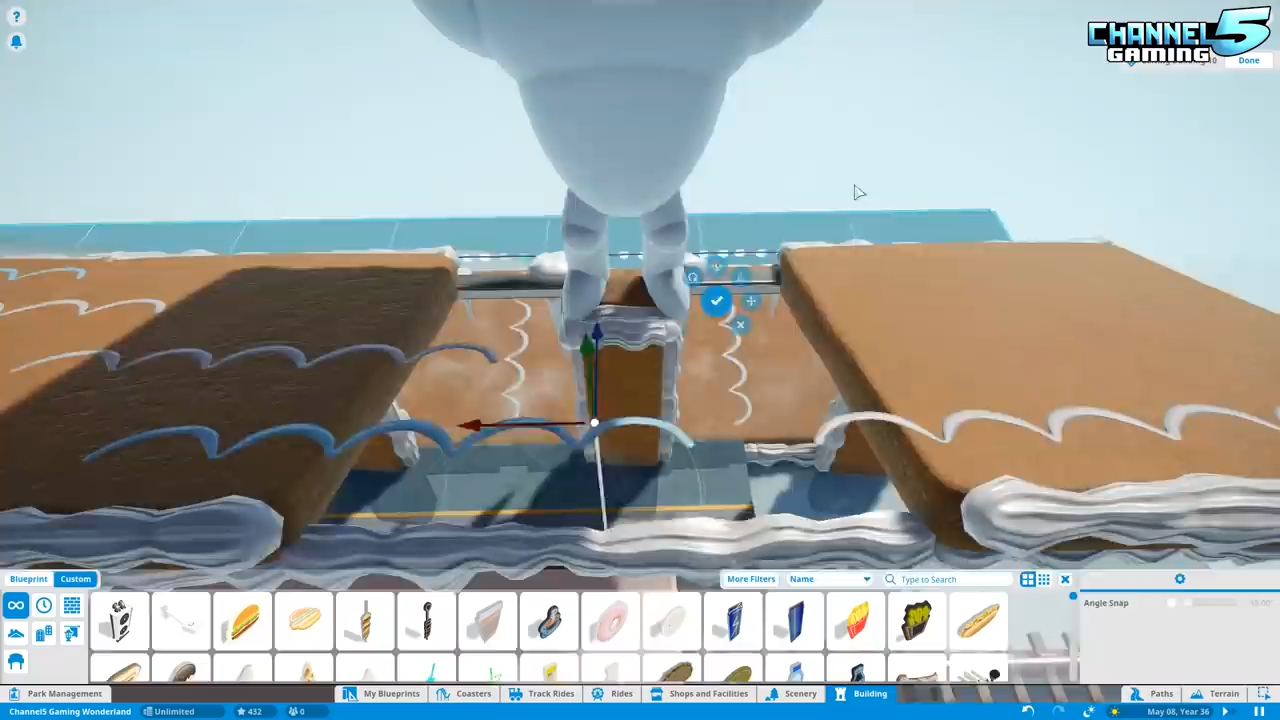 CHANNEL 5
GAMING
Done
Blueprint
Custom
More Filters
Name
Type to Search
Angle Snap
Park Management
My Blueprints
Coasters
Track Rides
Rides
Shops and Facilities
Scenery
Building
Paths
Terrain
Channel5 Gaming Wonderland
Unlimited
432
0
May 08, Year 36